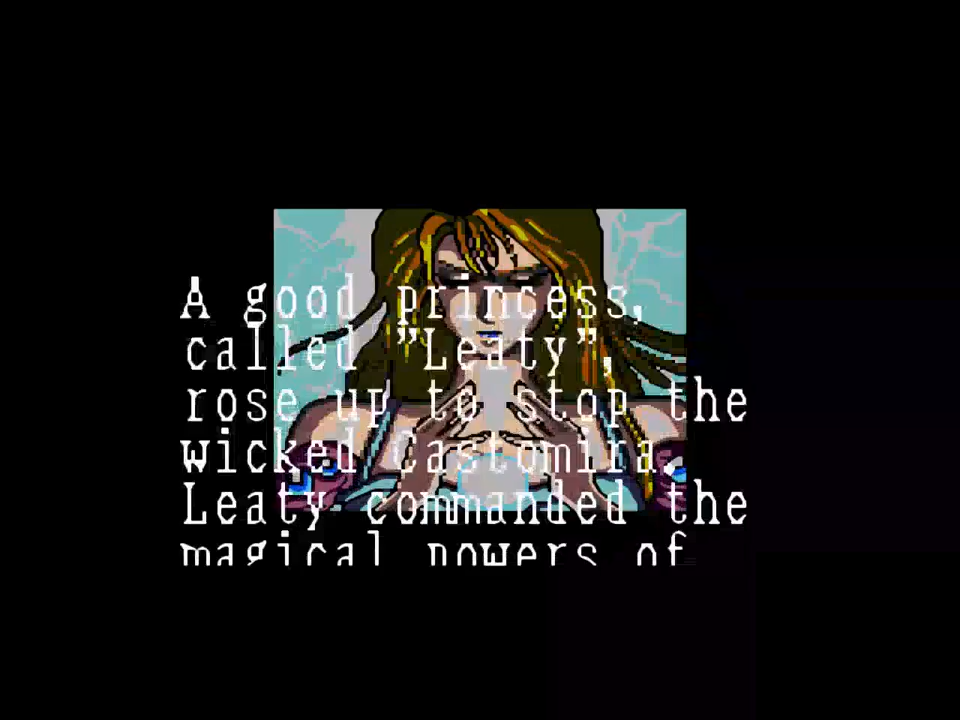 A good princess,
called "Leaty",
rose up to stop the
wicked Castomira.
Leaty commanded the
magical powers of